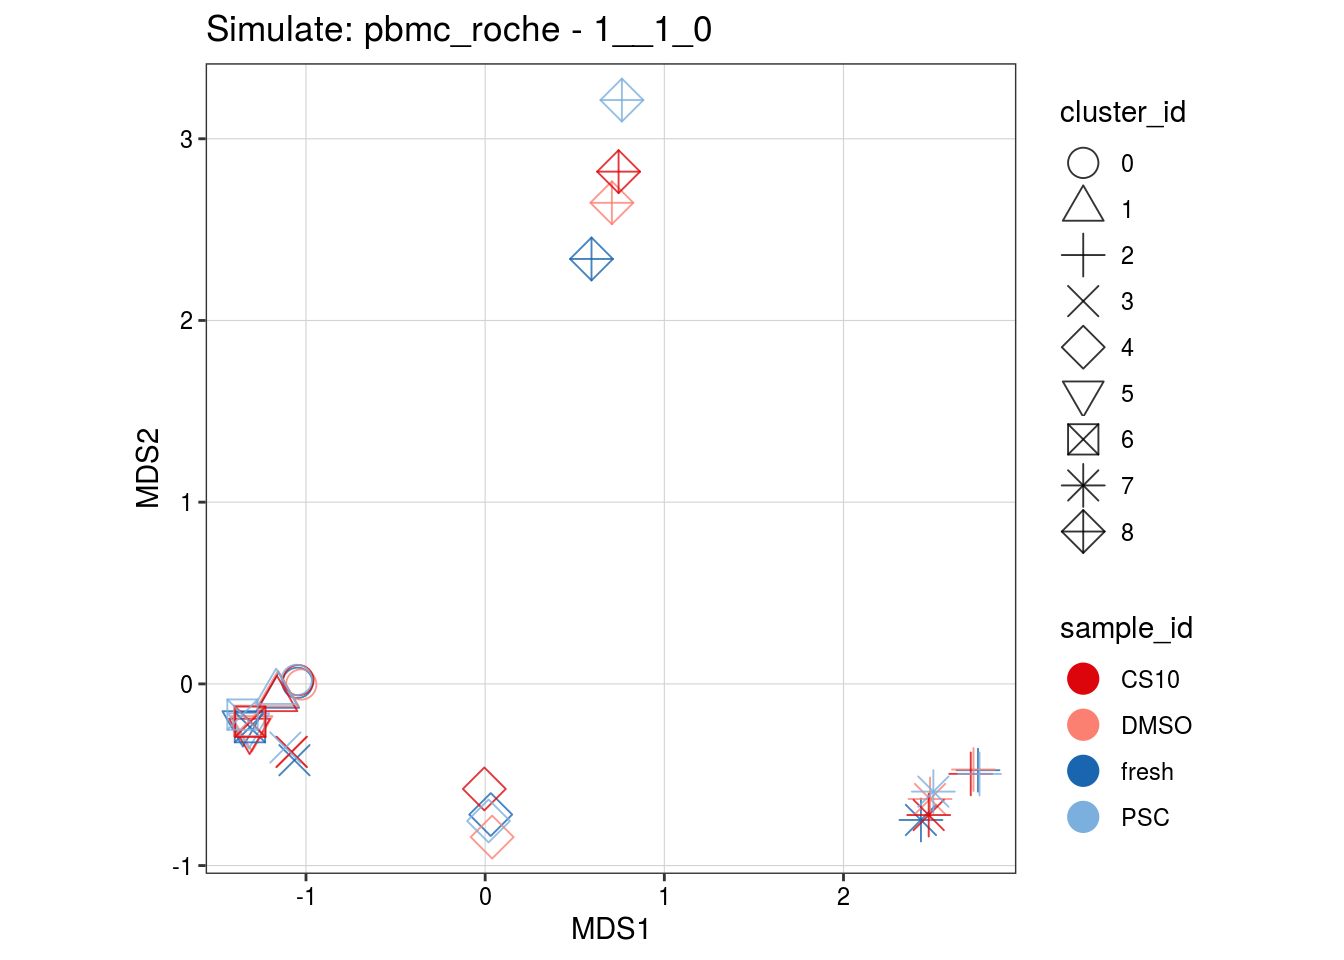 Simulate: pbmc_roche - 1__1_0
MDS2
3
2
1
0
-1
-1 0 1 2
MDS1
cluster_id
0
1
2
3
4
5
6
7
8
sample_id
CS10
DMSO
fresh
PSC